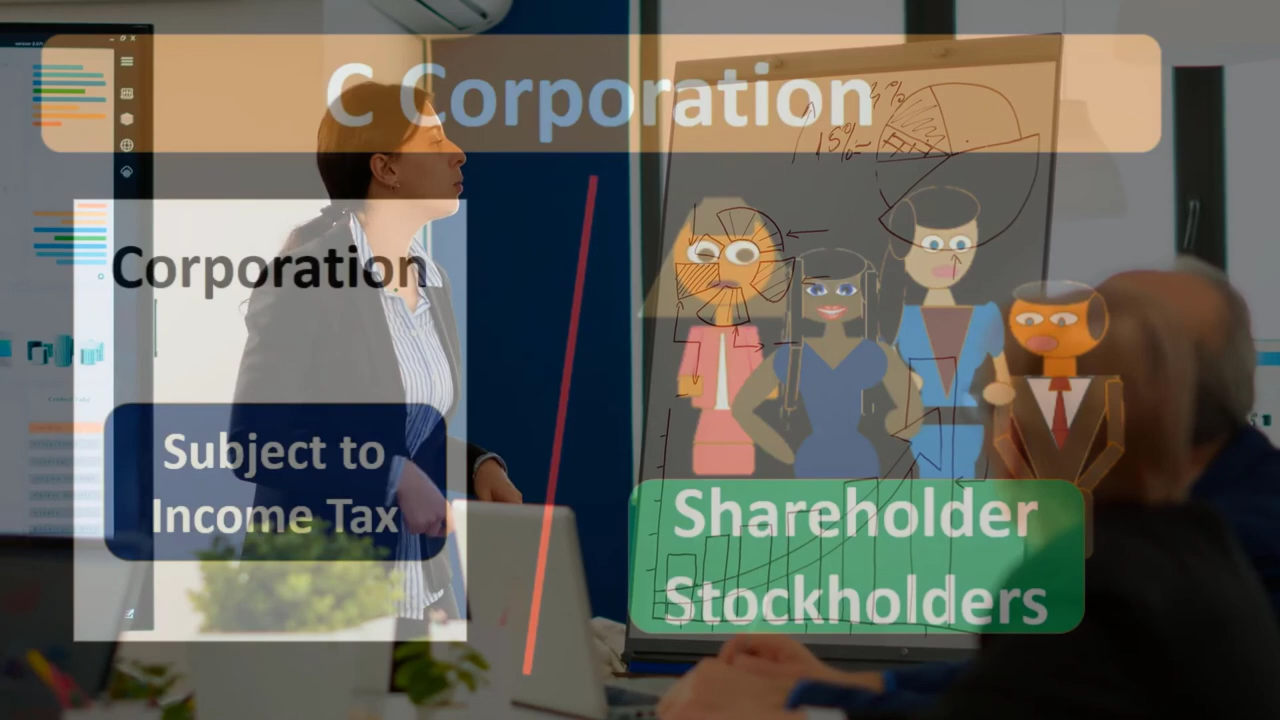 C Corporation
15%
Corporation
Subject to
Income Tax
Shareholder
Stockholders